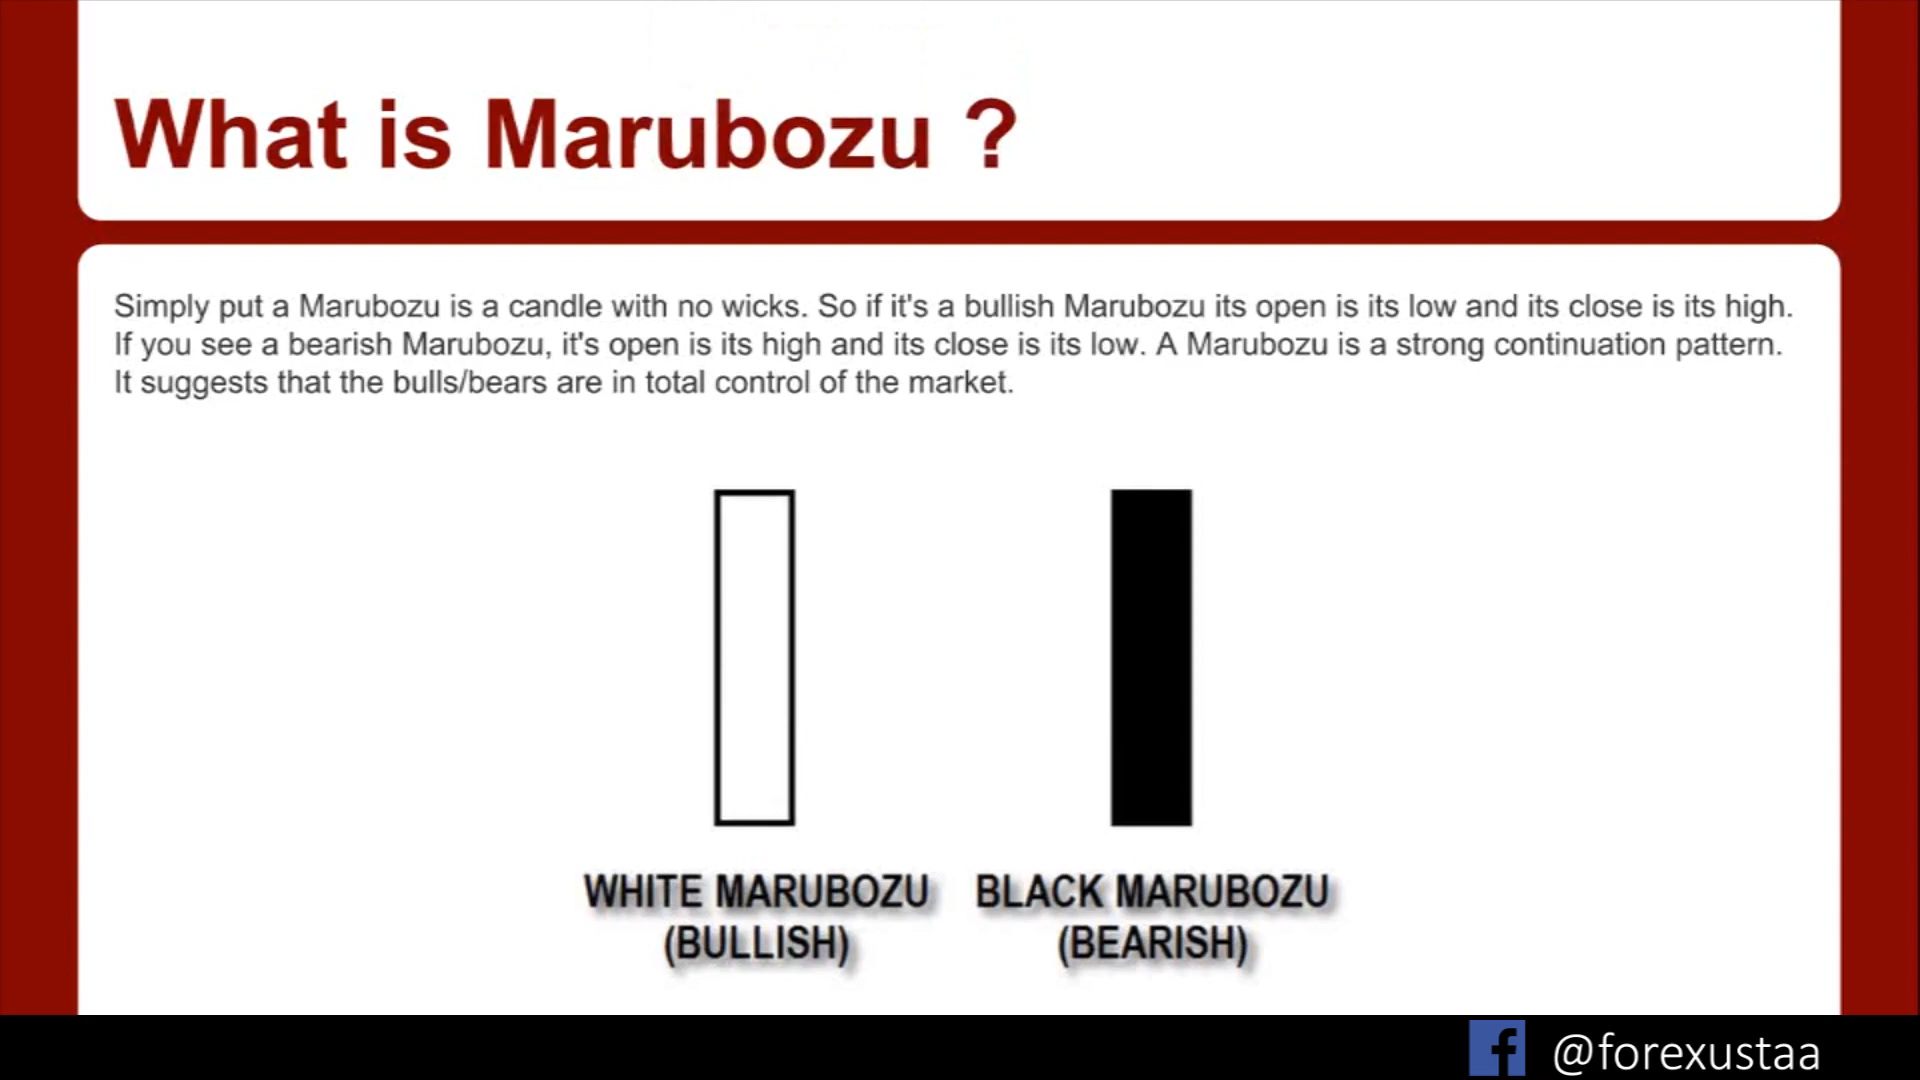 What is Marubozu ?
Simply put a Marubozu is a candle with no wicks. So if it's a bullish Marubozu its open is its low and its close is its high.
If you see a bearish Marubozu, it's open is its high and its close is its low. A Marubozu is a strong continuation pattern.
It suggests that the bulls/bears are in total control of the market.
WHITE MARUBOZU
(BULLISH)
BLACK MARUBOZU
(BEARISH)
@forexustaa